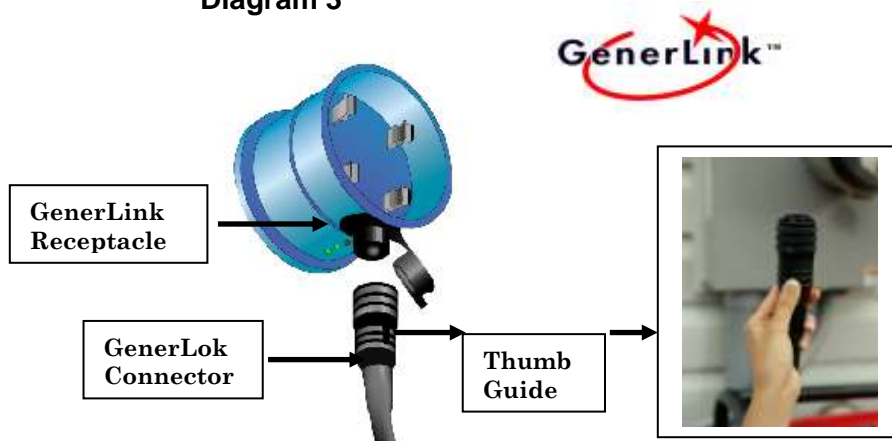 Diagram 3
GenerLink™
GenerLink
Receptacle
GenerLok
Connector
Thumb
Guide